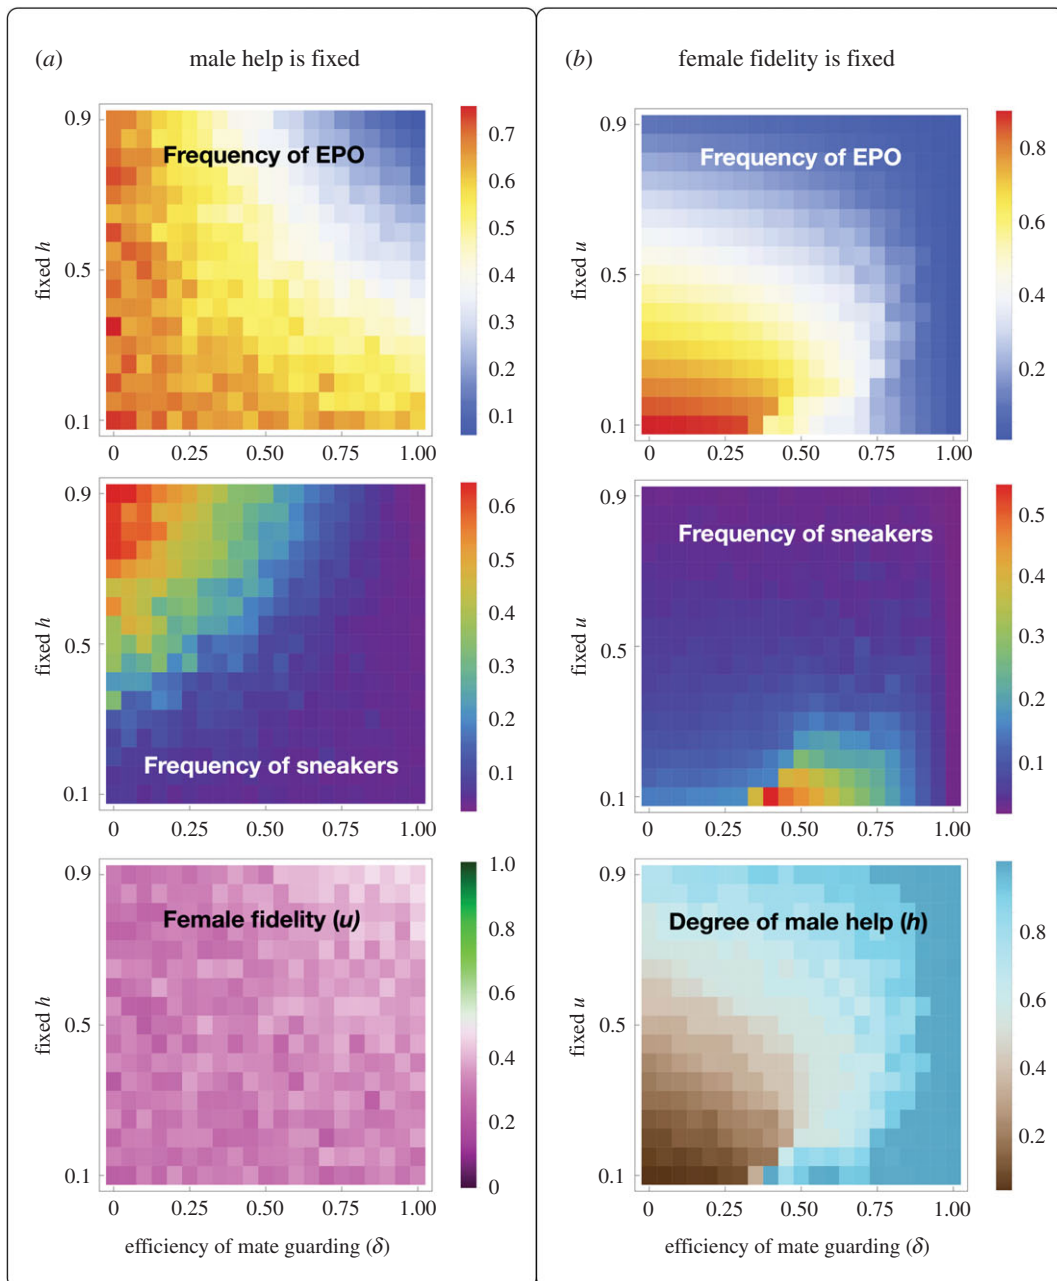 (a) male help is fixed
Frequency of EPO
fixed h
0.9
0.5
0.1
0 0.25 0.50 0.75 1.00
0.7
0.6
0.5
0.4
0.3
0.2
0.1
Frequency of sneakers
fixed h
0.9
0.5
0.1
0 0.25 0.50 0.75 1.00
0.6
0.5
0.4
0.3
0.2
0.1
Female fidelity (u)
fixed h
0.9
0.5
0.1
0 0.25 0.50 0.75 1.00
1.0
0.8
0.6
0.4
0.2
0
efficiency of mate guarding (δ)
(b) female fidelity is fixed
Frequency of EPO
fixed u
0.9
0.5
0.1
0 0.25 0.50 0.75 1.00
0.8
0.6
0.4
0.2
Frequency of sneakers
fixed u
0.9
0.5
0.1
0 0.25 0.50 0.75 1.00
0.5
0.4
0.3
0.2
0.1
Degree of male help (h)
fixed u
0.9
0.5
0.1
0 0.25 0.50 0.75 1.00
0.8
0.6
0.4
0.2
efficiency of mate guarding (δ)